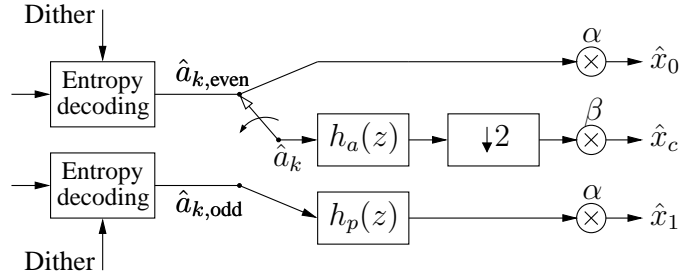 Dither
α
Entropy
decoding
â_{k,even}
x̂_0
β
h_a(z)
↓2
x̂_c
â_k
Entropy
decoding
â_{k,odd}
α
h_p(z)
x̂_1
Dither